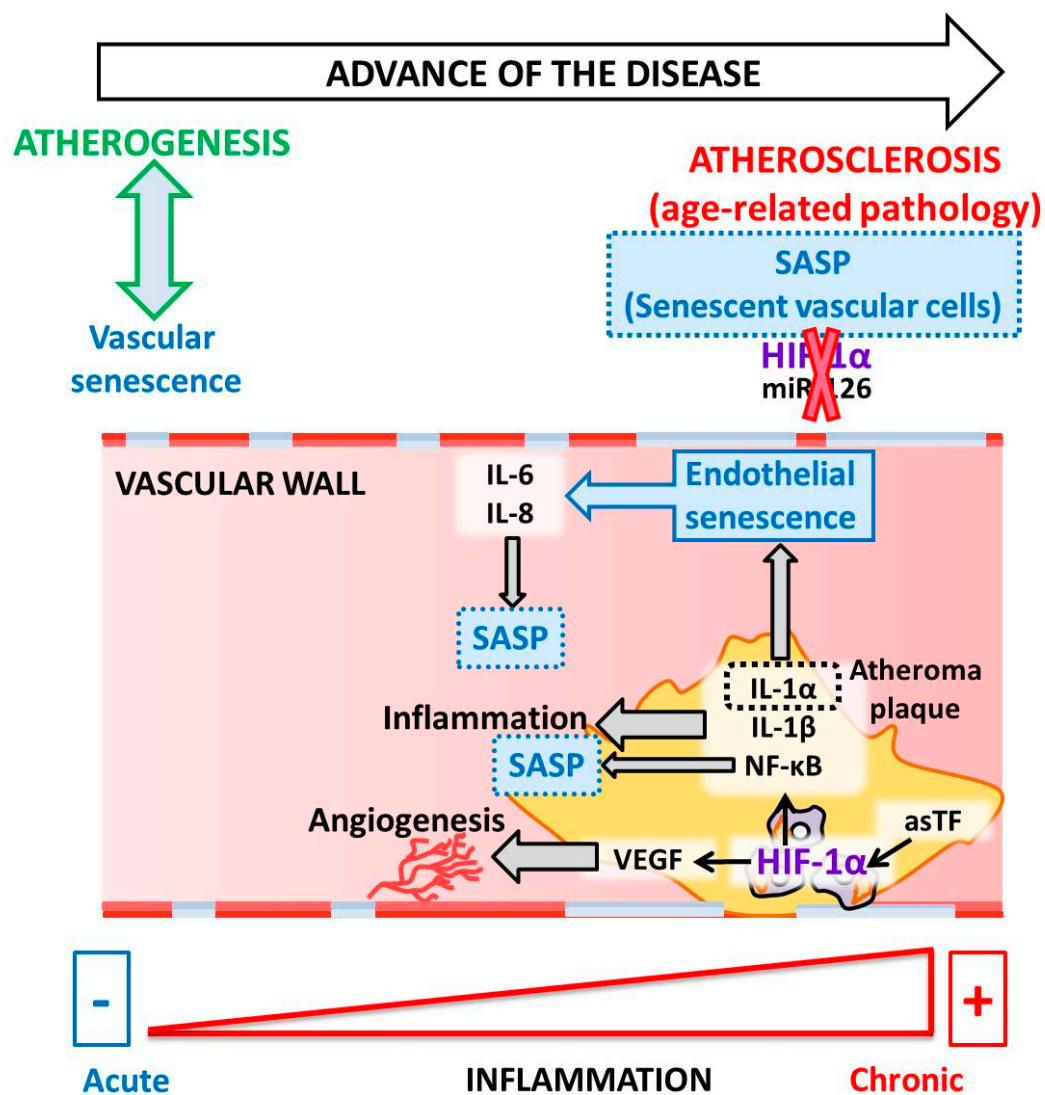 ADVANCE OF THE DISEASE
ATHEROGENESIS
Vascular
senescence
ATHEROSCLEROSIS
(age-related pathology)
SASP
(Senescent vascular cells)
HIF-1α
miR-126
VASCULAR WALL
IL-6
IL-8
Endothelial
senescence
SASP
IL-1α
Atheroma
plaque
Inflammation
IL-1β
SASP
NF-κB
Angiogenesis
asTF
VEGF
HIF-1α
-
+
Acute
INFLAMMATION
Chronic